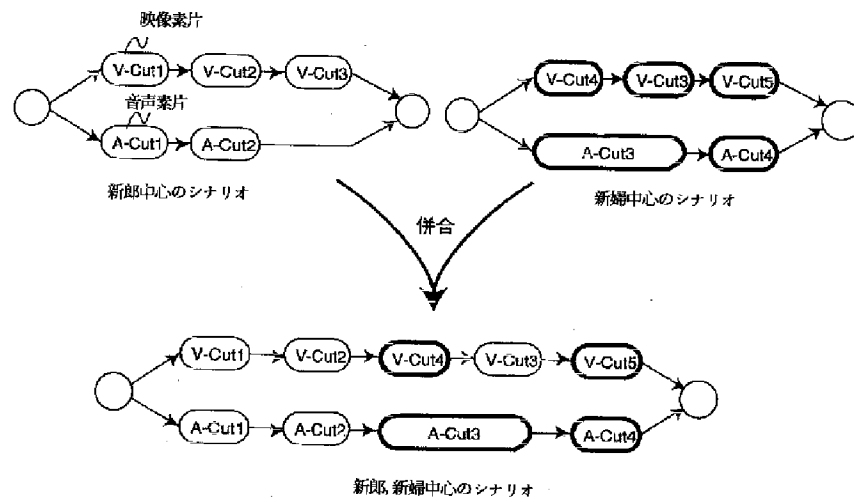 映像素片
V-Cut1 V-Cut2 V-Cut3
音声素片
A-Cut1 A-Cut2
新郎中心のシナリオ
V-Cut4 V-Cut3 V-Cut5
A-Cut3 A-Cut4
新婦中心のシナリオ
併合
V-Cut1 V-Cut2 V-Cut4 V-Cut3 V-Cut5
A-Cut1 A-Cut2 A-Cut3 A-Cut4
新郎,新婦中心のシナリオ